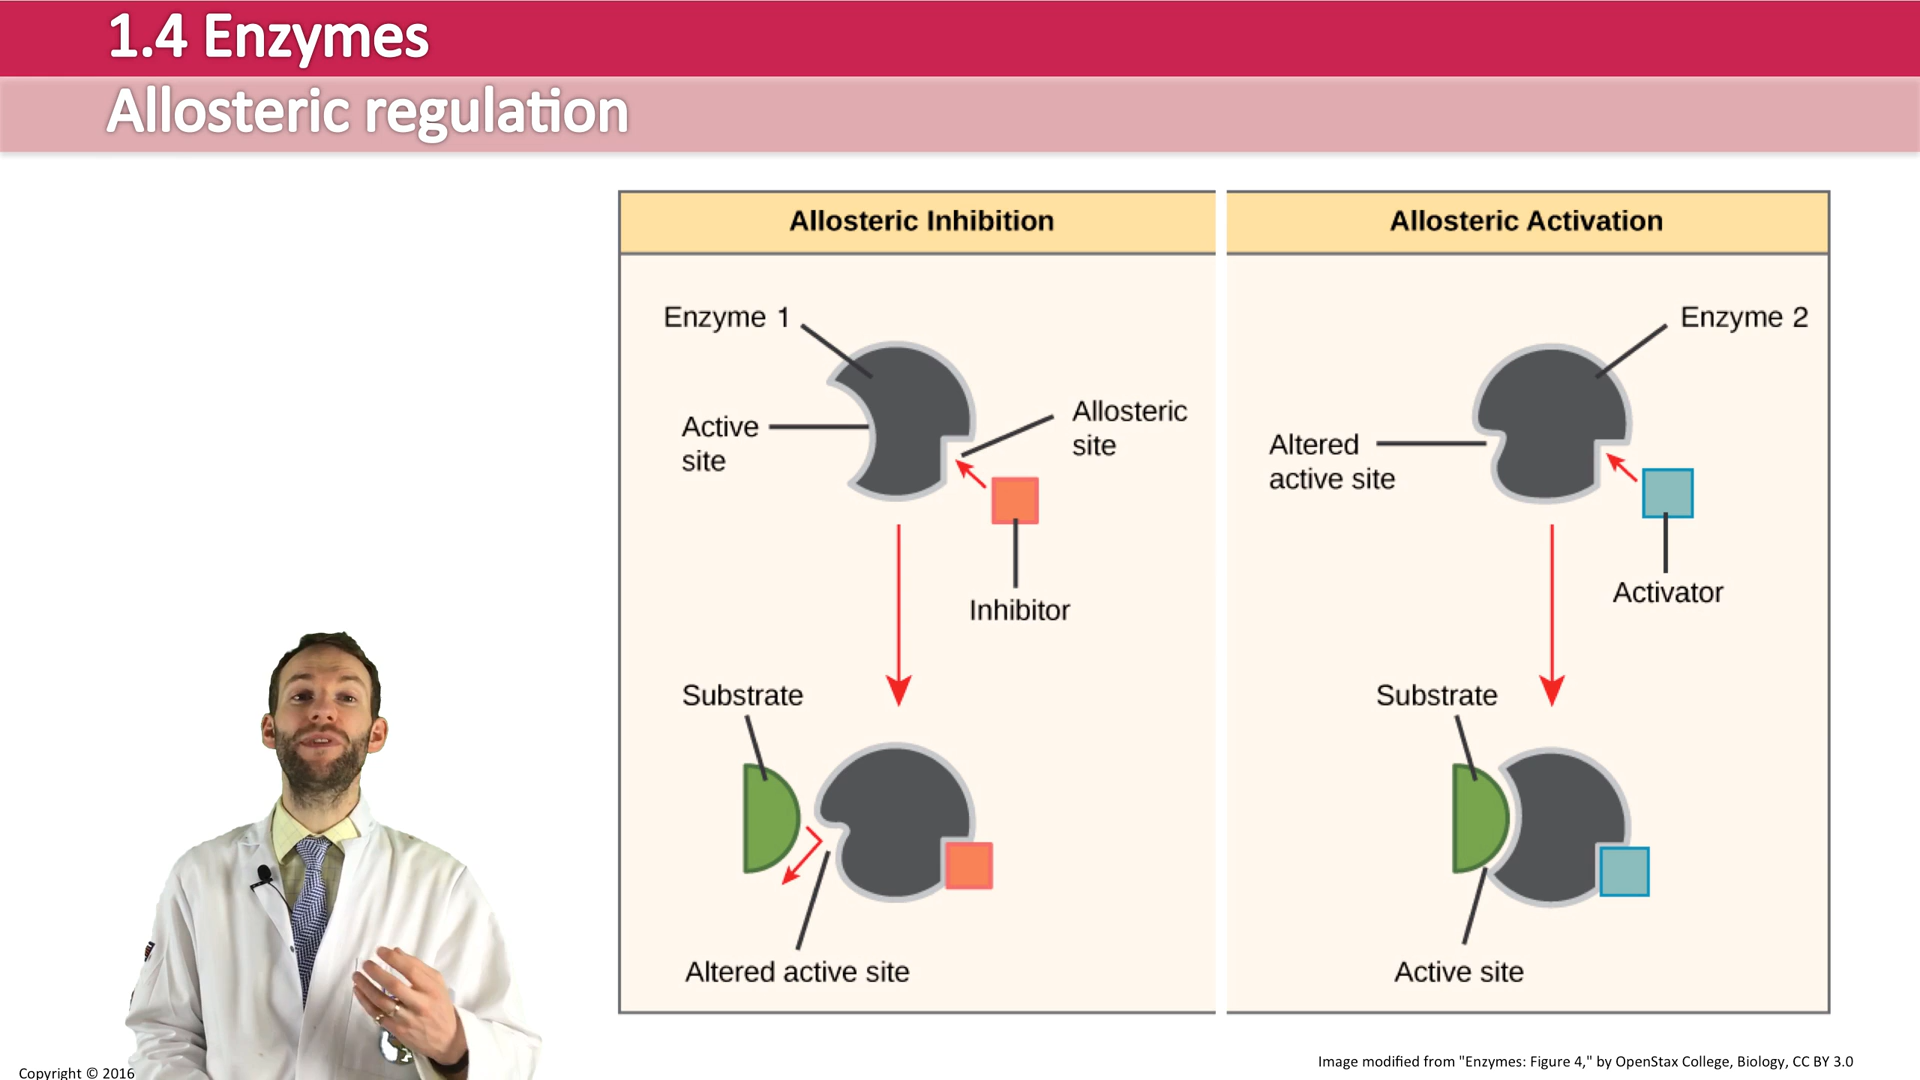 1.4 Enzymes
Allosteric regulation
Allosteric Inhibition
Enzyme 1
Active
site
Allosteric
site
Inhibitor
Substrate
Altered active site
Allosteric Activation
Enzyme 2
Altered
active site
Activator
Substrate
Active site
Copyright © 2016
Image modified from "Enzymes: Figure 4," by OpenStax College, Biology, CC BY 3.0